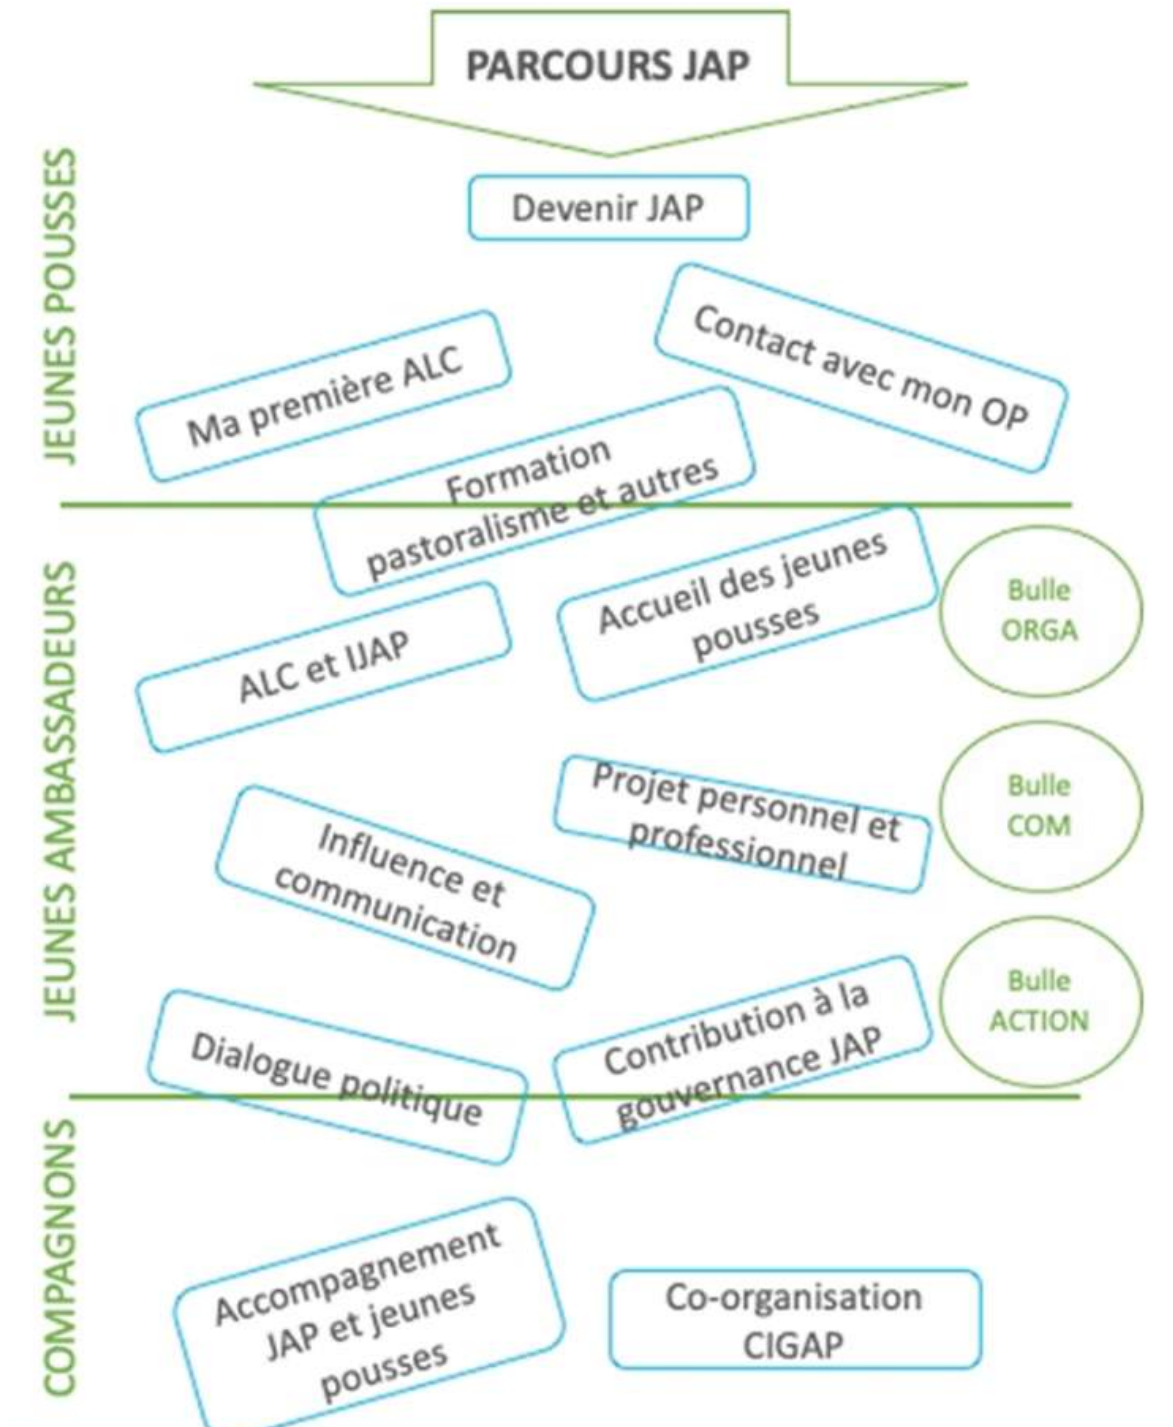 PARCOURS JAP
JEUNES POUSSES
Devenir JAP
Contact avec mon OP
Ma première ALC
Formation
pastoralisme et autres
JEUNES AMBASSADEURS
Accueil des jeunes
pousses
Bulle
ORGA
ALC et IJAP
Projet personnel et
professionnel
Bulle
COM
Influence et
communication
Dialogue politique
Contribution à la
gouvernance JAP
Bulle
ACTION
COMPAGNONS
Accompagnement
JAP et jeunes
pousses
Co-organisation
CIGAP